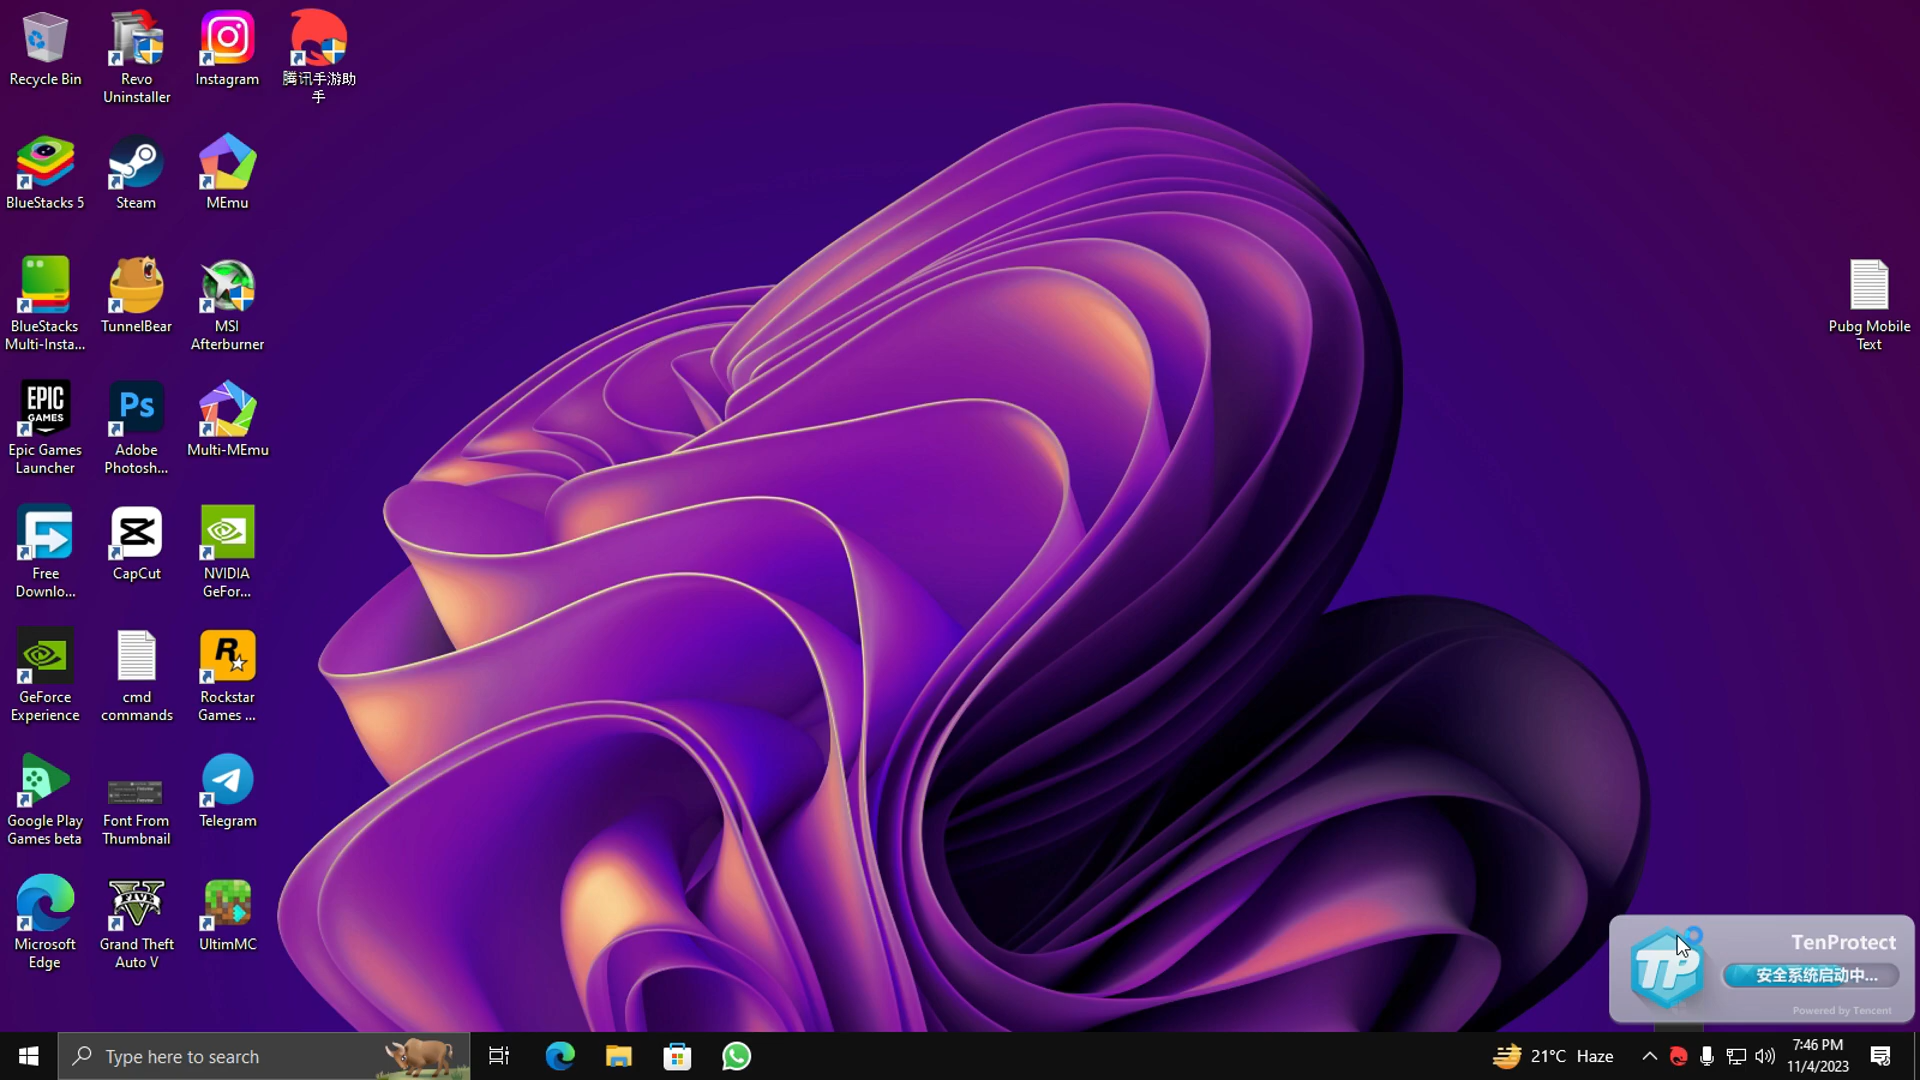 Recycle Bin
Revo
Uninstaller
Instagram
腾讯手游助
手
BlueStacks 5
Steam
MEmu
BlueStacks
Multi-Insta...
TunnelBear
MSI
Afterburner
Pubg Mobile
Text
EPIC
GAMES
Epic Games
Launcher
Ps
Adobe
Photosh...
Multi-MEmu
Free
Downlo...
CapCut
NVIDIA
GeFor...
GeForce
Experience
cmd
commands
R
Rockstar
Games ...
Google Play
Games beta
Font From
Thumbnail
Telegram
Microsoft
Edge
FIVE
Grand Theft
Auto V
UltimMC
TP
TenProtect
安全系统启动中...
Powered by Tencent
Type here to search
21°C Haze
7:46 PM
11/4/2023